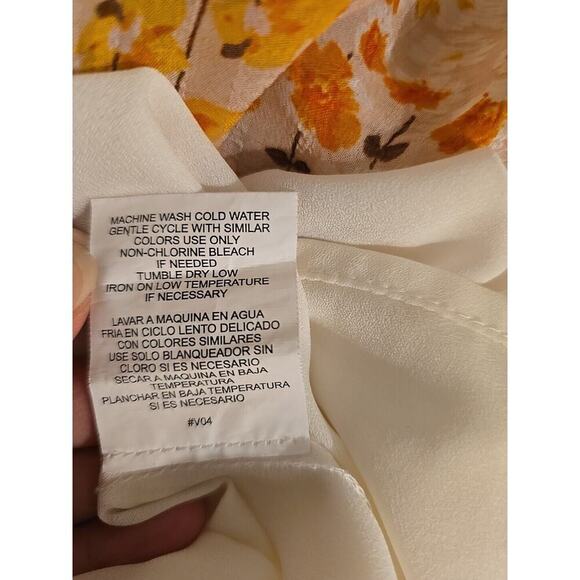 MACHINE WASH COLD WATER
GENTLE CYCLE WITH SIMILAR
COLORS USE ONLY
NON-CHLORINE BLEACH
IF NEEDED
TUMBLE DRY LOW
IRON ON LOW TEMPERATURE
IF NECESSARY
LAVAR A MAQUINA EN AGUA
FRIA EN CICLO LENTO DELICADO
CON COLORES SIMILARES
USE SOLO BLANQUEADOR SIN
CLORO SI ES NECESARIO
SECAR A MAQUINA EN BAJA
TEMPERATURA
PLANCHAR EN BAJA TEMPERATURA
SI ES NECESARIO
#V04